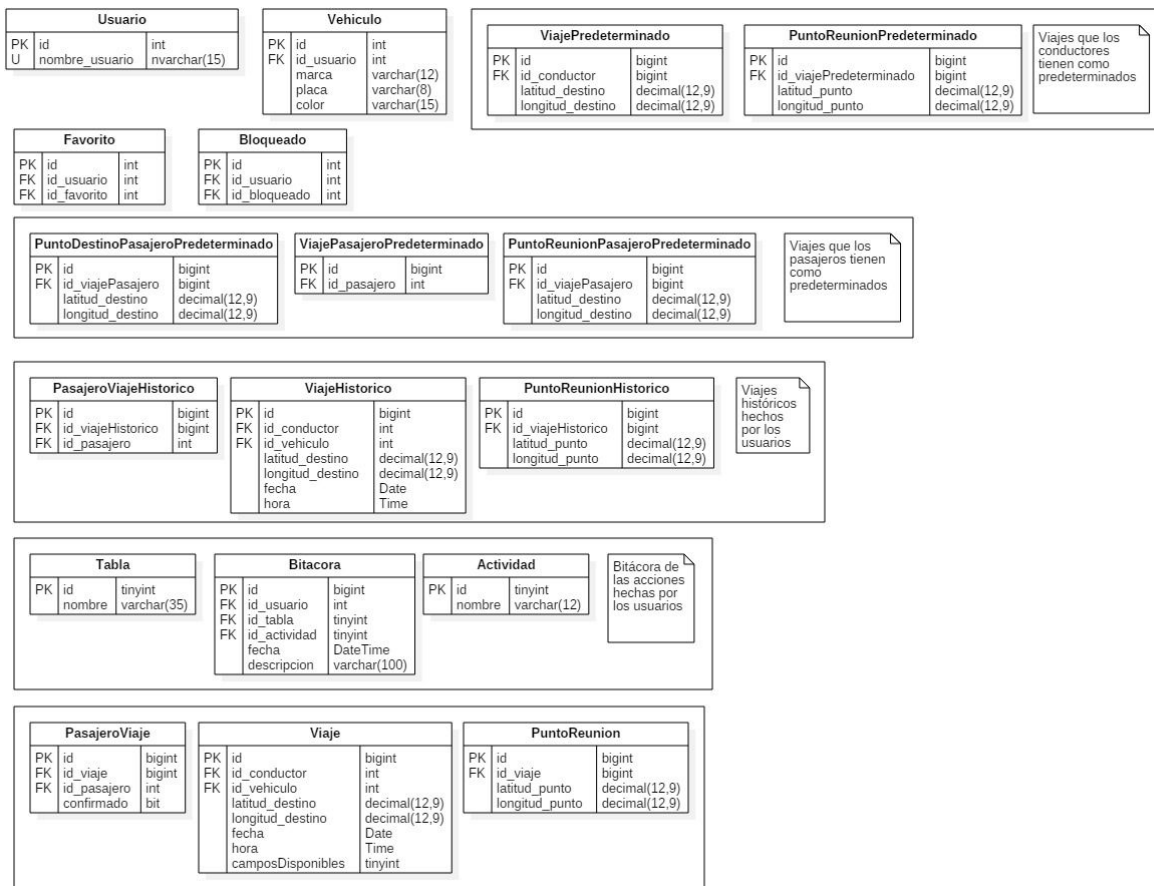 Usuario
PK id int
U nombre_usuario nvarchar(15)
Vehiculo
PK id int
FK id_usuario int
marca varchar(12)
placa varchar(8)
color varchar(15)
ViajePredeterminado
PK id bigint
FK id_conductor bigint
latitud_destino decimal(12,9)
longitud_destino decimal(12,9)
PuntoReunionPredeterminado
PK id bigint
FK id_viajePredeterminado bigint
latitud_punto decimal(12,9)
longitud_punto decimal(12,9)
Viajes que los
conductores
tienen como
predeterminados
Favorito
PK id int
FK id_usuario int
FK id_favorito int
Bloqueado
PK id int
FK id_usuario int
FK id_bloqueado int
PuntoDestinoPasajeroPredeterminado
PK id bigint
FK id_viajePasajero bigint
latitud_destino decimal(12,9)
longitud_destino decimal(12,9)
ViajePasajeroPredeterminado
PK id bigint
FK id_pasajero int
PuntoReunionPasajeroPredeterminado
PK id bigint
FK id_viajePasajero bigint
latitud_destino decimal(12,9)
longitud_destino decimal(12,9)
Viajes que los
pasajeros tienen
como
predeterminados
PasajeroViajeHistorico
PK id bigint
FK id_viajeHistorico bigint
FK id_pasajero int
ViajeHistorico
PK id bigint
FK id_conductor int
FK id_vehiculo int
latitud_destino decimal(12,9)
longitud_destino decimal(12,9)
fecha Date
hora Time
PuntoReunionHistorico
PK id bigint
FK id_viajeHistorico bigint
latitud_punto decimal(12,9)
longitud_punto decimal(12,9)
Viajes
históricos
hechos
por los
usuarios
Tabla
PK id tinyint
nombre varchar(35)
Bitacora
PK id bigint
FK id_usuario int
FK id_tabla tinyint
FK id_actividad tinyint
fecha DateTime
descripcion varchar(100)
Actividad
PK id tinyint
nombre varchar(12)
Bitácora de
las acciones
hechas por
los usuarios
PasajeroViaje
PK id bigint
FK id_viaje bigint
FK id_pasajero int
confirmado bit
Viaje
PK id bigint
FK id_conductor int
FK id_vehiculo int
latitud_destino decimal(12,9)
longitud_destino decimal(12,9)
fecha Date
hora Time
camposDisponibles tinyint
PuntoReunion
PK id bigint
FK id_viaje bigint
latitud_punto decimal(12,9)
longitud_punto decimal(12,9)